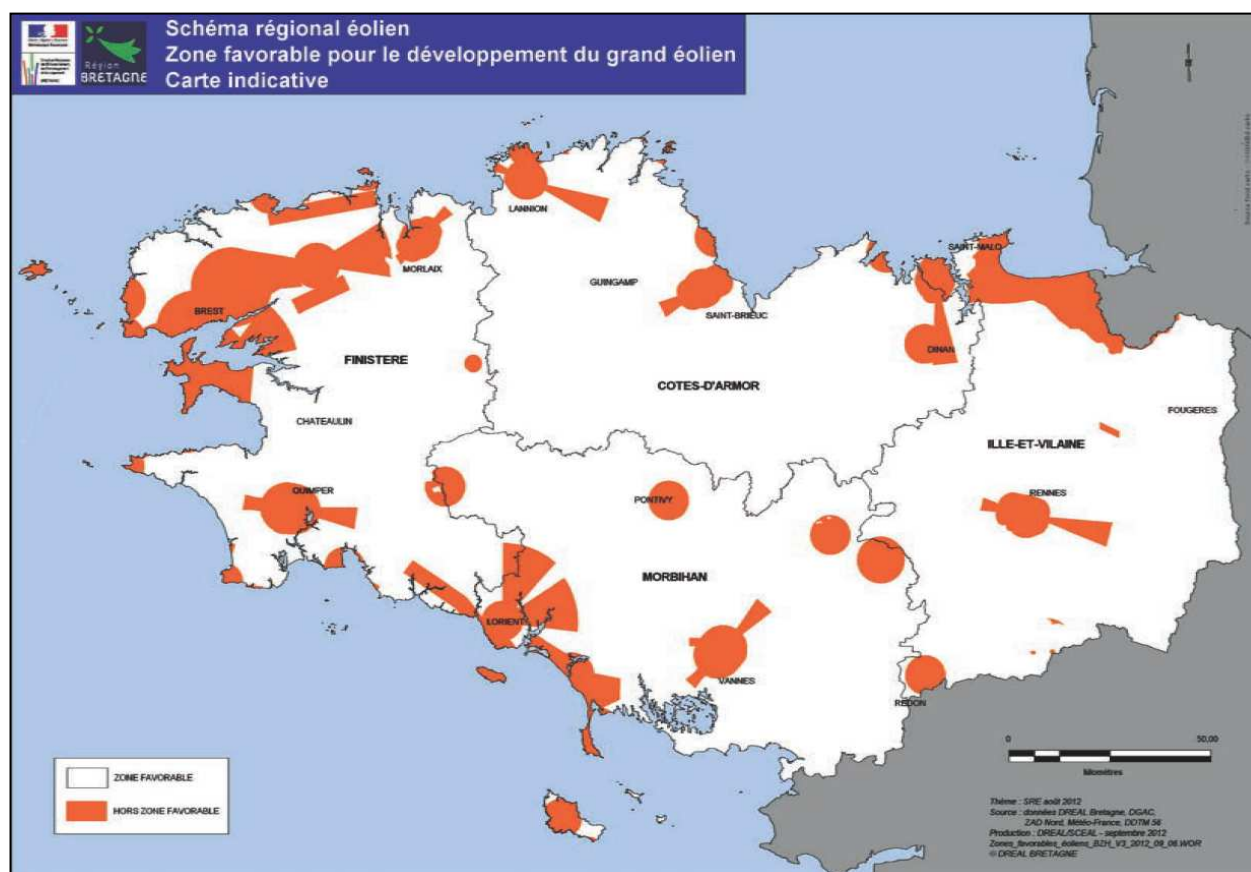 Schéma régional éolien
Zone favorable pour le développement du grand éolien
Carte indicative
Région
BRETAGNE
LANNION
MORLAIX
SAINT-MALO
GUINGAMP
SAINT-BRIEUC
BREST
DINAN
FINISTERE
COTES-D'ARMOR
FOUGERES
CHATEAULIN
ILLE-ET-VILAINE
QUIMPER
PONTIVY
RENNES
MORBIHAN
LORIENT
VANNES
REDON
ZONE FAVORABLE
HORS ZONE FAVORABLE
0 50,00
Kilomètres
Thème : SRE août 2012
Source : données DREAL Bretagne, DGAC,
ZAD Nord, Météo-France, DDTM 56
Production : DREAL/SCEAL - septembre 2012
Zones_favorables_éoliens_BZH_V3_2012_09_06.WOR
© DREAL BRETAGNE